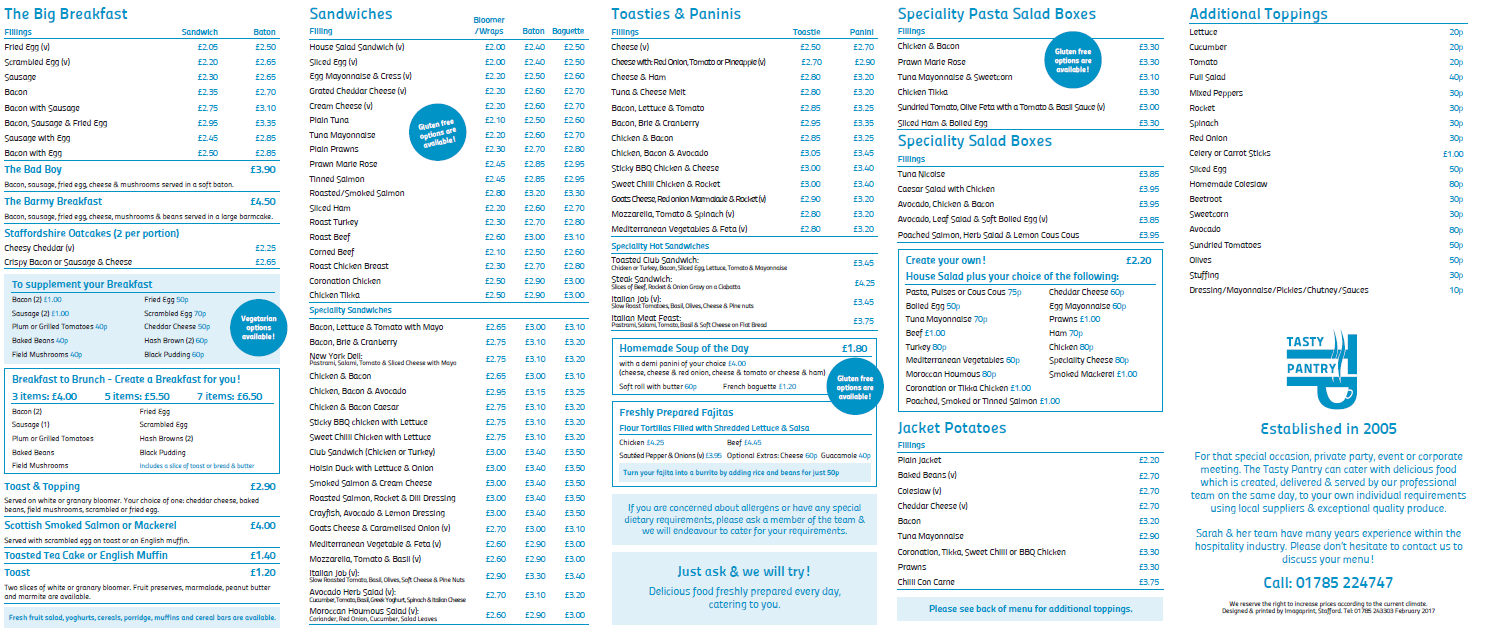 The Big Breakfast
Fillings Sandwich Baton
Fried Egg (v) £2.05 £2.50
Scrambled Egg (v) £2.20 £2.65
Sausage £2.30 £2.65
Bacon £2.35 £2.70
Bacon with Sausage £2.75 £3.10
Bacon, Sausage & Fried Egg £2.95 £3.35
Sausage with Egg £2.45 £2.85
Bacon with Egg £2.50 £2.85
The Bad Boy £3.90
Bacon, sausage, fried egg, cheese & mushrooms served in a soft baton.
The Barmy Breakfast £4.50
Bacon, sausage, fried egg, cheese, mushrooms & beans served in a large barmcake.
Staffordshire Oatcakes (2 per portion)
Cheesy Cheddar (v) £2.25
Crispy Bacon or Sausage & Cheese £2.65
To supplement your Breakfast
Bacon (2) £1.00 Fried Egg 50p
Sausage (2) £1.00 Scrambled Egg 70p
Plum or Grilled Tomatoes 40p Cheddar Cheese 50p
Baked Beans 40p Hash Brown (2) 60p
Field Mushrooms 40p Black Pudding 60p
Vegetarian
options
available!
Breakfast to Brunch - Create a Breakfast for you!
3 items: £4.00 5 items: £5.50 7 items: £6.50
Bacon (2) Fried Egg
Sausage (1) Scrambled Egg
Plum or Grilled Tomatoes Hash Browns (2)
Baked Beans Black Pudding
Field Mushrooms Includes a slice of toast or bread & butter
Toast & Topping £2.90
Served on white or granary bloomer. Your choice of one: cheddar cheese, baked
beans, field mushrooms, scrambled or fried egg.
Scottish Smoked Salmon or Mackerel £4.00
Served with scrambled egg on toast or an English muffin.
Toasted Tea Cake or English Muffin £1.40
Toast £1.20
Two slices of white or granary bloomer. Fruit preserves, marmalade, peanut butter
and marmite are available.
Fresh fruit salad, yoghurts, cereals, porridge, muffins and cereal bars are available.
Sandwiches
Filling Bloomer /Wraps Baton Baguette
House Salad Sandwich (v) £2.00 £2.40 £2.50
Sliced Egg (v) £2.00 £2.40 £2.50
Egg Mayonnaise & Cress (v) £2.20 £2.50 £2.60
Grated Cheddar Cheese (v) £2.20 £2.60 £2.70
Cream Cheese (v) £2.20 £2.60 £2.70
Plain Tuna £2.10 £2.50 £2.60
Tuna Mayonnaise £2.20 £2.60 £2.70
Plain Prawns £2.30 £2.70 £2.80
Prawn Marie Rose £2.45 £2.85 £2.95
Tinned Salmon £2.45 £2.85 £2.95
Roasted/Smoked Salmon £2.80 £3.20 £3.30
Sliced Ham £2.20 £2.60 £2.70
Roast Turkey £2.30 £2.70 £2.80
Roast Beef £2.60 £3.00 £3.10
Corned Beef £2.10 £2.50 £2.60
Roast Chicken Breast £2.30 £2.70 £2.80
Coronation Chicken £2.50 £2.90 £3.00
Chicken Tikka £2.50 £2.90 £3.00
Gluten free
options are
available!
Speciality Sandwiches
Bacon, Lettuce & Tomato with Mayo £2.65 £3.00 £3.10
Bacon, Brie & Cranberry £2.75 £3.10 £3.20
New York Deli: £2.75 £3.10 £3.20
Pastrami, Salami, Tomato & Sliced Cheese with Mayo
Chicken & Bacon £2.65 £3.00 £3.10
Chicken, Bacon & Avocado £2.95 £3.15 £3.25
Chicken & Bacon Caesar £2.75 £3.10 £3.20
Sticky BBQ chicken with Lettuce £2.75 £3.10 £3.20
Sweet Chilli Chicken with Lettuce £2.75 £3.10 £3.20
Club Sandwich (Chicken or Turkey) £3.00 £3.40 £3.50
Hoisin Duck with Lettuce & Onion £3.00 £3.40 £3.50
Smoked Salmon & Cream Cheese £3.00 £3.40 £3.50
Roasted Salmon, Rocket & Dill Dressing £3.00 £3.40 £3.50
Crayfish, Avocado & Lemon Dressing £3.00 £3.40 £3.50
Goats Cheese & Caramelised Onion (v) £2.70 £3.00 £3.10
Mediterranean Vegetable & Feta (v) £2.60 £2.90 £3.00
Mozzarella, Tomato & Basil (v) £2.60 £2.90 £3.00
Italian Job (v): £2.90 £3.30 £3.40
Slow Roasted Tomato, Basil, Olives, Soft Cheese & Pine Nuts
Avocado Herb Salad (v): £2.70 £3.10 £3.20
Cucumber, Tomato, Basil, Greek Yoghurt, Spinach & Italian Cheese
Moroccan Houmous Salad (v): £2.60 £2.90 £3.00
Coriander, Red Onion, Cucumber, Salad Leaves
Toasties & Paninis
Fillings Toastie Panini
Cheese (v) £2.50 £2.70
Cheese with: Red Onion, Tomato or Pineapple (v) £2.70 £2.90
Cheese & Ham £2.80 £3.20
Tuna & Cheese Melt £2.80 £3.20
Bacon, Lettuce & Tomato £2.85 £3.25
Bacon, Brie & Cranberry £2.95 £3.35
Chicken & Bacon £2.85 £3.25
Chicken, Bacon & Avocado £3.05 £3.45
Sticky BBQ Chicken & Cheese £3.00 £3.40
Sweet Chilli Chicken & Rocket £3.00 £3.40
Goats Cheese, Red onion Marmalade & Rocket (v) £2.90 £3.20
Mozzarella, Tomato & Spinach (v) £2.80 £3.20
Mediterranean Vegetables & Feta (v) £2.80 £3.20
Speciality Hot Sandwiches
Toasted Club Sandwich: £3.45
Chicken or Turkey, Bacon, Sliced Egg, Lettuce, Tomato & Mayonnaise
Steak Sandwich: £4.25
Slices of Beef, Rocket & Onion Gravy on a Ciabatta
Italian Job (v): £3.45
Slow Roast Tomatoes, Basil, Olives, Cheese & Pine nuts
Italian Meat Feast: £3.75
Pastrami, Salami, Tomato, Basil & Soft Cheese on Flat Bread
Homemade Soup of the Day £1.80
with a demi panini of your choice £4.00
(cheese, cheese & red onion, cheese & tomato or cheese & ham)
Soft roll with butter 60p French baguette £1.20
Gluten free
options are
available!
Freshly Prepared Fajitas
Flour Tortillas Filled with Shredded Lettuce & Salsa
Chicken £4.25 Beef £4.45
Sautéed Pepper & Onions (v) £3.95 Optional Extras: Cheese 60p Guacamole 40p
Turn your fajita into a burrito by adding rice and beans for just 50p
If you are concerned about allergens or have any special
dietary requirements, please ask a member of the team &
we will endeavour to cater for your requirements.
Just ask & we will try!
Delicious food freshly prepared every day,
catering to you.
Speciality Pasta Salad Boxes
Fillings
Chicken & Bacon £3.30
Prawn Marie Rose £3.30
Tuna Mayonnaise & Sweetcorn £3.10
Chicken Tikka £3.30
Sundried Tomato, Olive Feta with a Tomato & Basil Sauce (v) £3.00
Sliced Ham & Boiled Egg £3.30
Gluten free
options are
available!
Speciality Salad Boxes
Fillings
Tuna Nicoise £3.85
Caesar Salad with Chicken £3.95
Avocado, Chicken & Bacon £3.95
Avocado, Leaf Salad & Soft Boiled Egg (v) £3.85
Poached Salmon, Herb Salad & Lemon Cous Cous £3.95
Create your own! £2.20
House Salad plus your choice of the following:
Pasta, Pulses or Cous Cous 75p Cheddar Cheese 60p
Boiled Egg 50p Egg Mayonnaise 60p
Tuna Mayonnaise 70p Prawns £1.00
Beef £1.00 Ham 70p
Turkey 80p Chicken 80p
Mediterranean Vegetables 60p Speciality Cheese 80p
Moroccan Houmous 80p Smoked Mackerel £1.00
Coronation or Tikka Chicken £1.00
Poached, Smoked or Tinned Salmon £1.00
Jacket Potatoes
Fillings
Plain Jacket £2.20
Baked Beans (v) £2.70
Coleslaw (v) £2.70
Cheddar Cheese (v) £2.70
Bacon £3.20
Tuna Mayonnaise £2.90
Coronation, Tikka, Sweet Chilli or BBQ Chicken £3.30
Prawns £3.30
Chilli Con Carne £3.75
Please see back of menu for additional toppings.
Additional Toppings
Lettuce 20p
Cucumber 20p
Tomato 20p
Full Salad 40p
Mixed Peppers 30p
Rocket 30p
Spinach 30p
Red Onion 30p
Celery or Carrot Sticks £1.00
Sliced Egg 50p
Homemade Coleslaw 80p
Beetroot 30p
Sweetcorn 30p
Avocado 80p
Sundried Tomatoes 50p
Olives 50p
Stuffing 30p
Dressing/Mayonnaise/Pickles/Chutney/Sauces 10p
TASTY
PANTRY
Established in 2005
For that special occasion, private party, event or corporate
meeting. The Tasty Pantry can cater with delicious food
which is created, delivered & served by our professional
team on the same day, to your own individual requirements
using local suppliers & exceptional quality produce.
Sarah & her team have many years experience within the
hospitality industry. Please don't hesitate to contact us to
discuss your menu!
Call: 01785 224747
We reserve the right to increase prices according to the current climate.
Designed & printed by Imageprint, Stafford. Tel: 01785 243303 February 2017